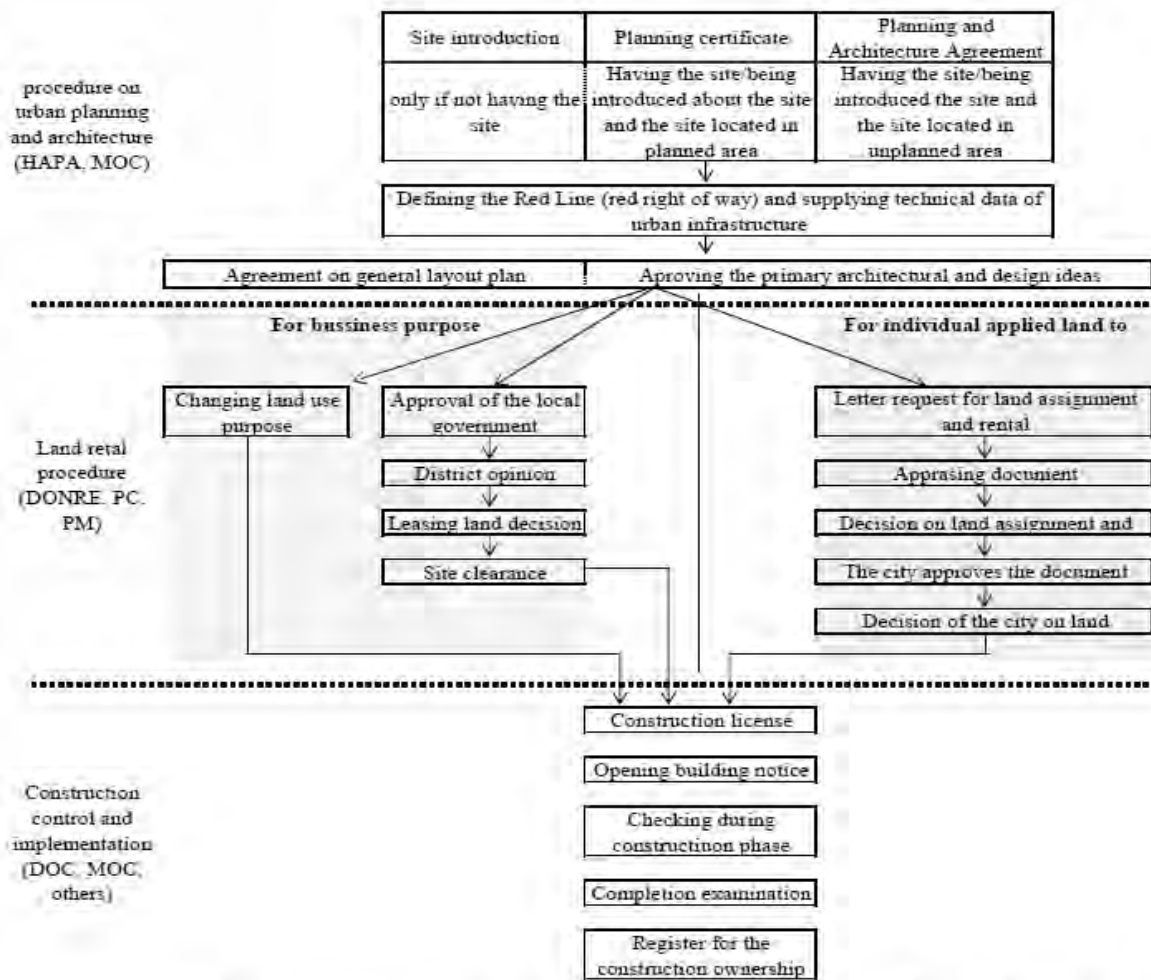 Site introduction
Planning certificate
Planning and
Architecture Agreement
procedure on
urban planning
and architecture
(HAPA, MOC)
only if not having the
site
Having the site/being
introduced about the site
and the site located in
planned area
Having the site/being
introduced the site and
the site located in
unplanned area
Defining the Red Line (red right of way) and supplying technical data of
urban infrastructure
Agreement on general layout plan
Aproving the primary architectural and design ideas
For bussiness purpose
For individual applied land to
Land retal
procedure
(DONRE. PC.
PM)
Changing land use
purpose
Approval of the local
government
District opinion
Leasing land decision
Site clearance
Letter request for land assignment
and rental
Apprasing document
Decision on land assignment and
The city approves the document
Decision of the city on land
Construction
control and
implementation
(DOC, MOC,
others)
Construction license
Opening building notice
Checking during
constructinon phase
Completion examination
Register for the
construction ownership